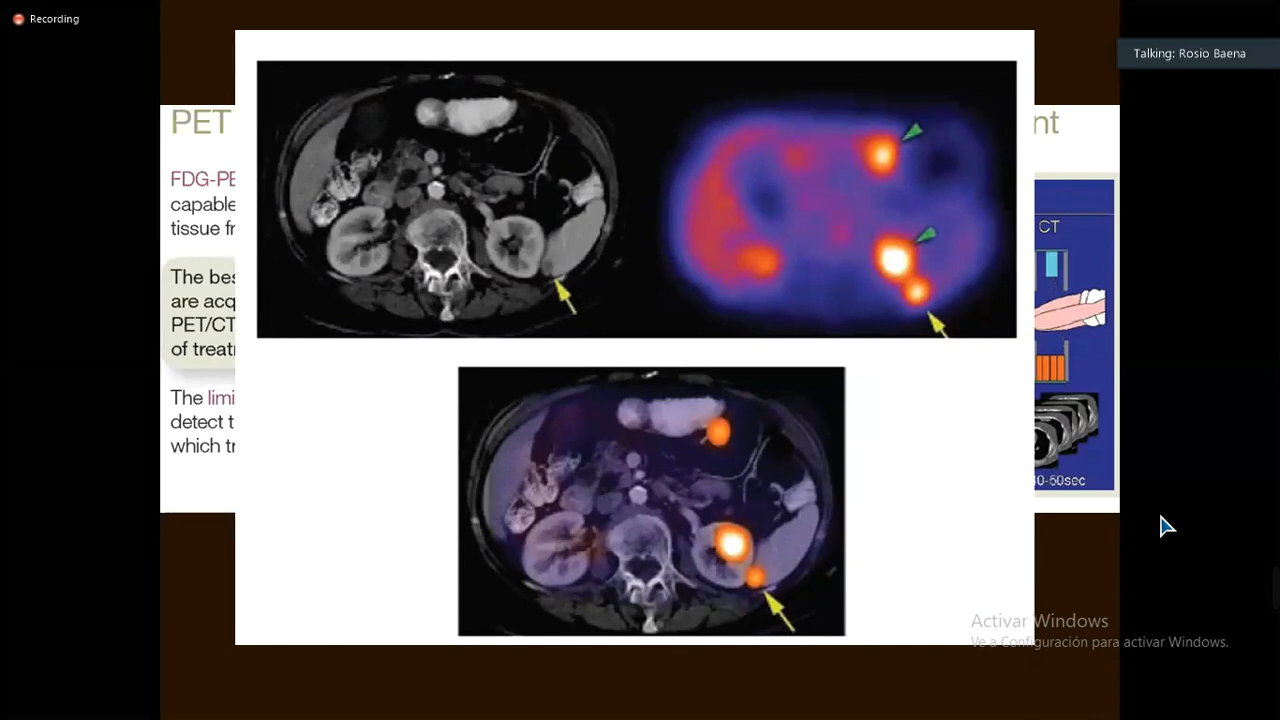 Recording
Talking: Rosio Baena
PET
nt
FDG-PE
capable
tissue fr
The bes
are acq
PET/CT
of treatr
The limi
detect t
which tr
CT
0-50sec
Activar Windows
Ve a Configuración para activar Windows.